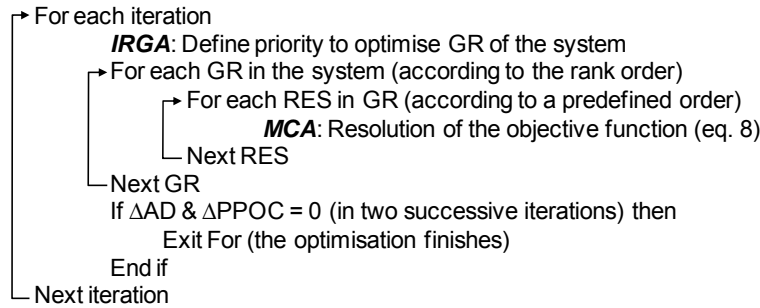 For each iteration
IRGA: Define priority to optimise GR of the system
For each GR in the system (according to the rank order)
For each RES in GR (according to a predefined order)
MCA: Resolution of the objective function (eq. 8)
Next RES
Next GR
If ΔAD & ΔPPOC = 0 (in two successive iterations) then
Exit For (the optimisation finishes)
End if
Next iteration